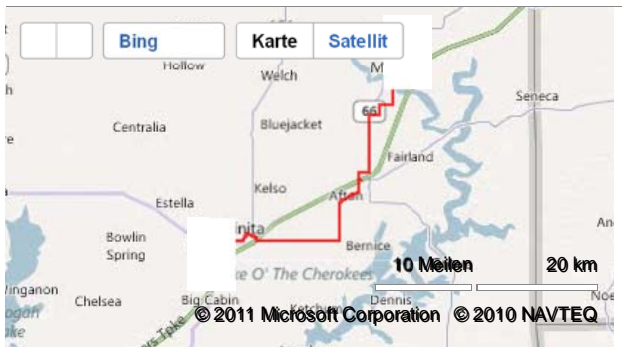 Bing
Karte Satellit
Hollow
Welch
M
66
Seneca
Centralia
Bluejacket
Fairland
Kelso
Afton
Estella
inita
Bowlin
Spring
Bernice
10 Meilen 20 km
ke O' The Cherokees
Chelsea
Big Cabin
Dennis
© 2011 Microsoft Corporation © 2010 NAVTEQ